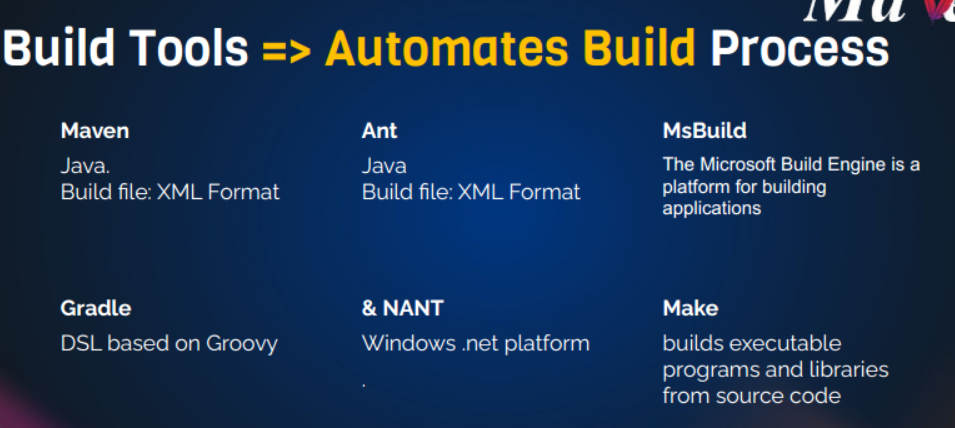 Build Tools => Automates Build Process
Maven
Java.
Build file: XML Format
Ant
Java
Build file: XML Format
MsBuild
The Microsoft Build Engine is a
platform for building
applications
Gradle
DSL based on Groovy
& NANT
Windows .net platform
.
Make
builds executable
programs and libraries
from source code